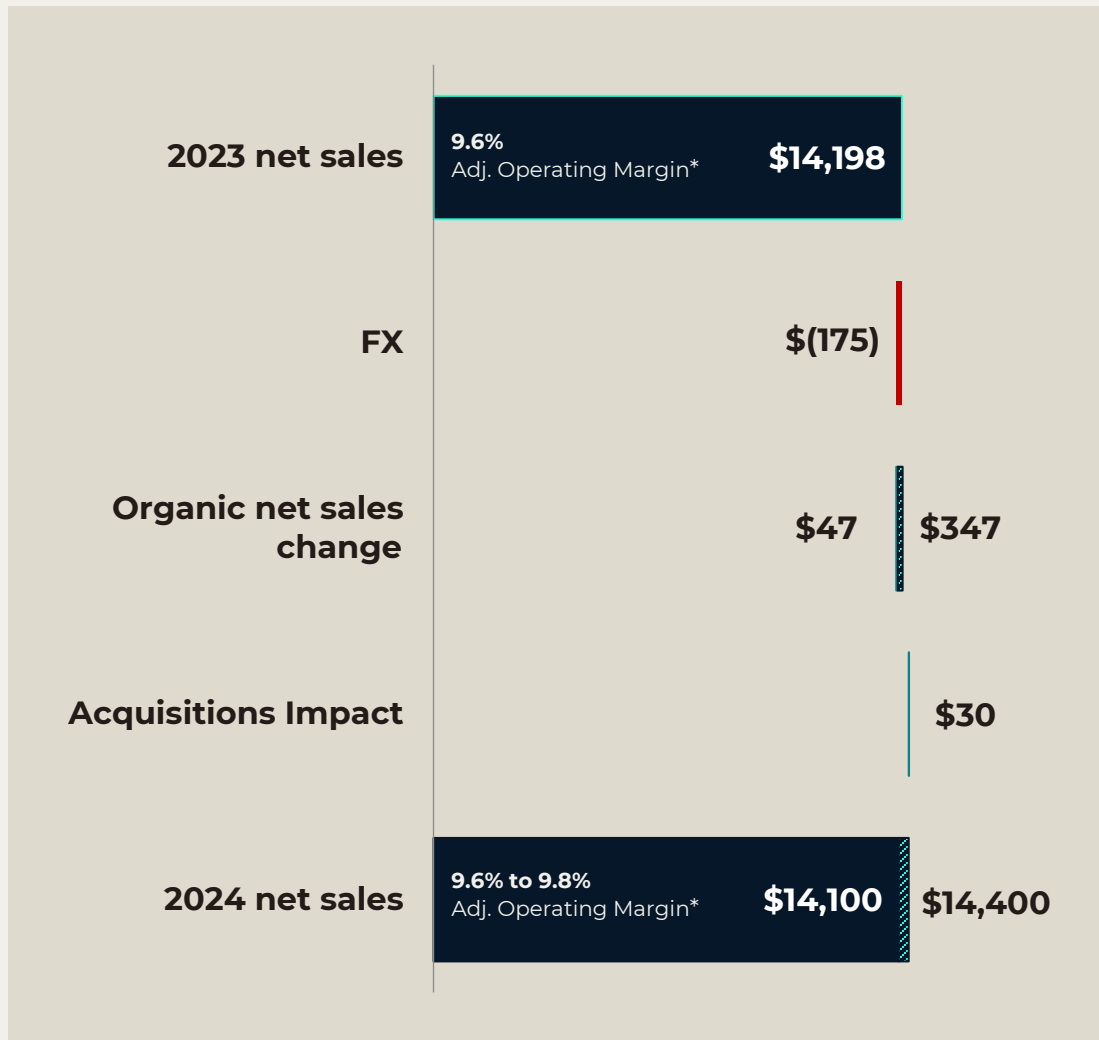 2023 net sales
9.6%
Adj. Operating Margin*
$14,198
FX
$(175)
Organic net sales
change
$47
$347
Acquisitions Impact
$30
2024 net sales
9.6% to 9.8%
Adj. Operating Margin*
$14,100
$14,400